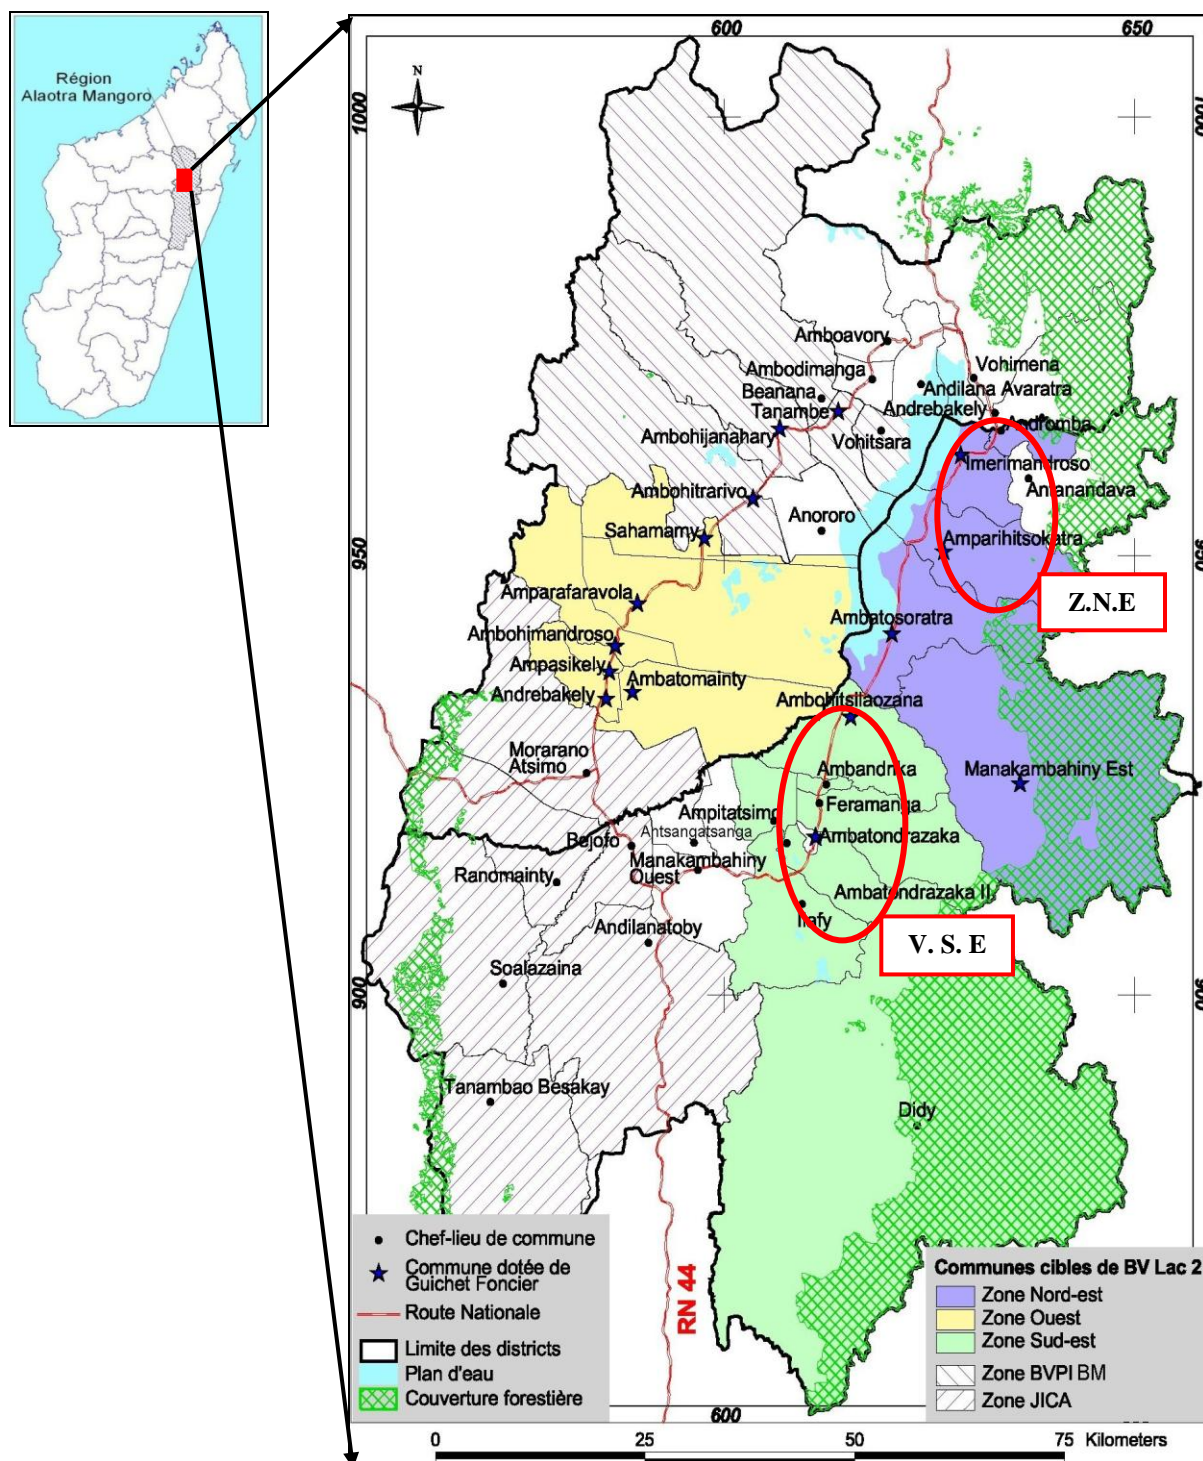 Région
Alaotra Mangoro
600
650
N
1000
1000
Amboavory
Ambodimanga
Vohimena
Beanana
Andilana Avaratra
Tanambe
Andrebakely
Andromba
Ambohijanahary
Vohitsara
Imerimandroso
Ambohitrarivo
Antanandava
Anororo
Sahamamy
Amparihitsokatra
950
950
Z.N.E
Amparafaravola
Ambatosoratra
Ambohimandroso
Ampasikely
Ambatomainty
Andrebakely
Ambohitsilaozana
Morarano
Atsimo
Ambandrika
Manakambahiny Est
Feramanga
Ampitatsimo
Antsangatsanga
Ambatondrazaka
Bejofo
Manakambahiny
Ouest
Ranomainty
Ambatondrazaka II
Ilafy
Andilanatoby
V. S. E
Soalazaina
900
900
Tanambao Besakay
Didy
Chef-lieu de commune
Commune dotée de
Guichet Foncier
Route Nationale
Limite des districts
Plan d'eau
Couverture forestière
RN 44
Communes cibles de BV Lac 2
Zone Nord-est
Zone Ouest
Zone Sud-est
Zone BVPI BM
Zone JICA
600
0 25 50 75 Kilometers